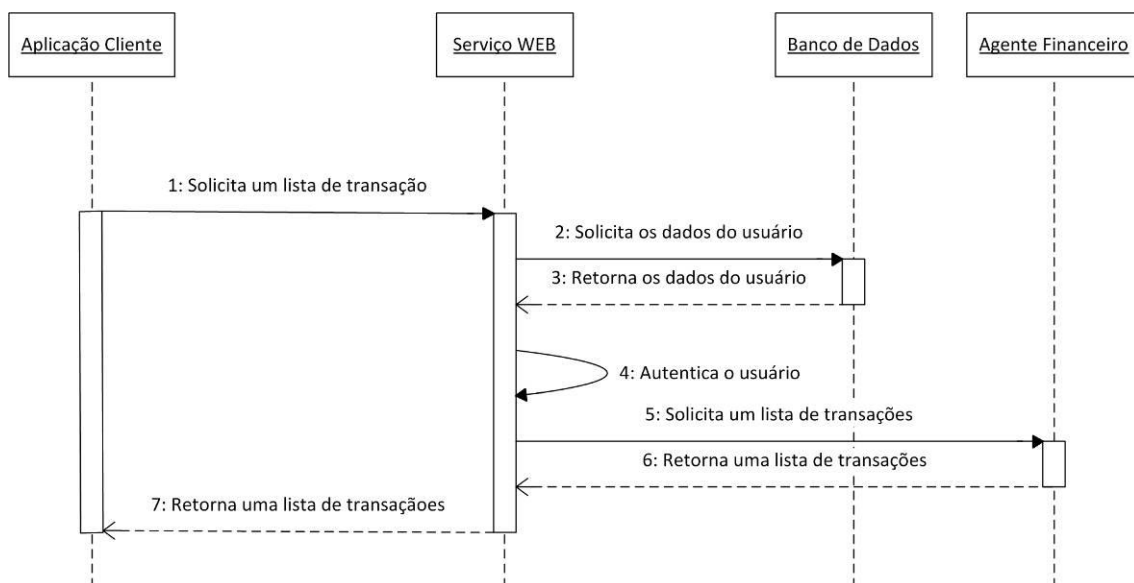 Aplicação Cliente
Serviço WEB
Banco de Dados
Agente Financeiro
1: Solicita um lista de transação
2: Solicita os dados do usuário
3: Retorna os dados do usuário
4: Autentica o usuário
5: Solicita um lista de transações
6: Retorna uma lista de transações
7: Retorna uma lista de transaçãoes